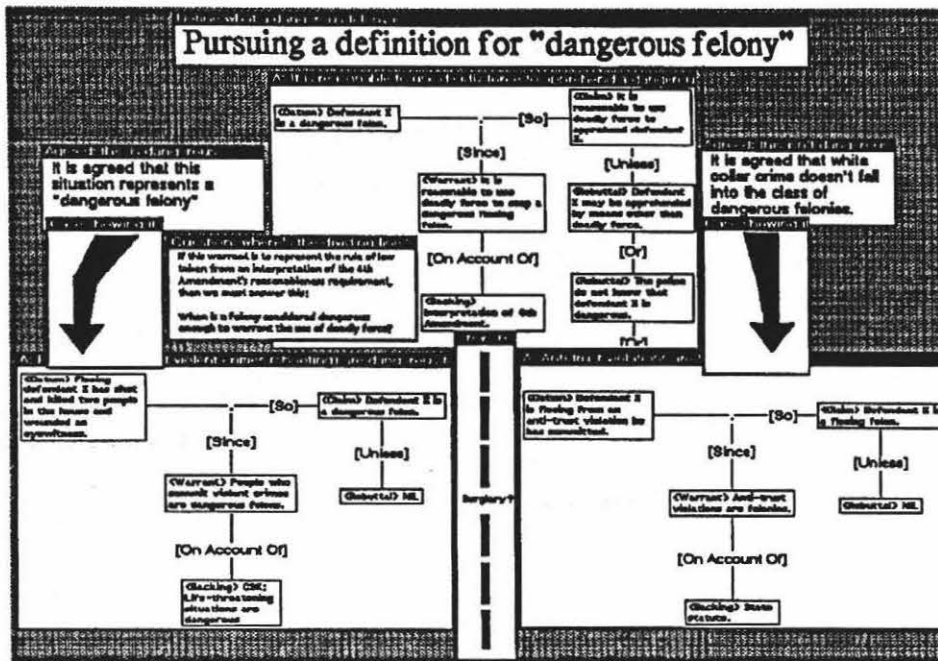 Pursuing a definition for "dangerous felony"
<Datum> Defendant X
is a dangerous felon.
[So]
<Claim> It is
reasonable to use
deadly force to
apprehend defendant
X.
[Since]
[Unless]
<Warrant> It is
reasonable to use
deadly force to stop a
dangerous fleeing
felon.
<Rebuttal> Defendant
X may be apprehended
by means other than
deadly force.
[On Account Of]
[Or]
<Backing>
Interpretation of 4th
Amendment.
<Rebuttal> The police
do not know that
defendant X is
dangerous.
It is agreed that this
situation represents a
"dangerous felony"
It is agreed that white
collar crime doesn't fall
into the class of
dangerous felonies.
If this warrant is to represent the rule of law
taken from an interpretation of the 4th
Amendment's reasonableness requirement,
then we must answer this:
When is a felony considered dangerous
enough to warrant the use of deadly force?
<Datum> Fleeing
defendant X has shot
and killed two people
in the house and
wounded an
eyewitness.
[So]
<Claim> Defendant X is
a dangerous felon.
[Since]
[Unless]
<Warrant> People who
commit violent crimes
are dangerous felons.
<Rebuttal> NIL
[On Account Of]
Life-threatening
situations are
dangerous
Burglary?
<Datum> Defendant X
is fleeing from an
anti-trust violation he
has committed.
[So]
<Claim> Defendant X is
a fleeing felon.
[Since]
[Unless]
<Warrant> Anti-trust
violations are felonies.
<Rebuttal> NIL
[On Account Of]
<Backing> State
statute.